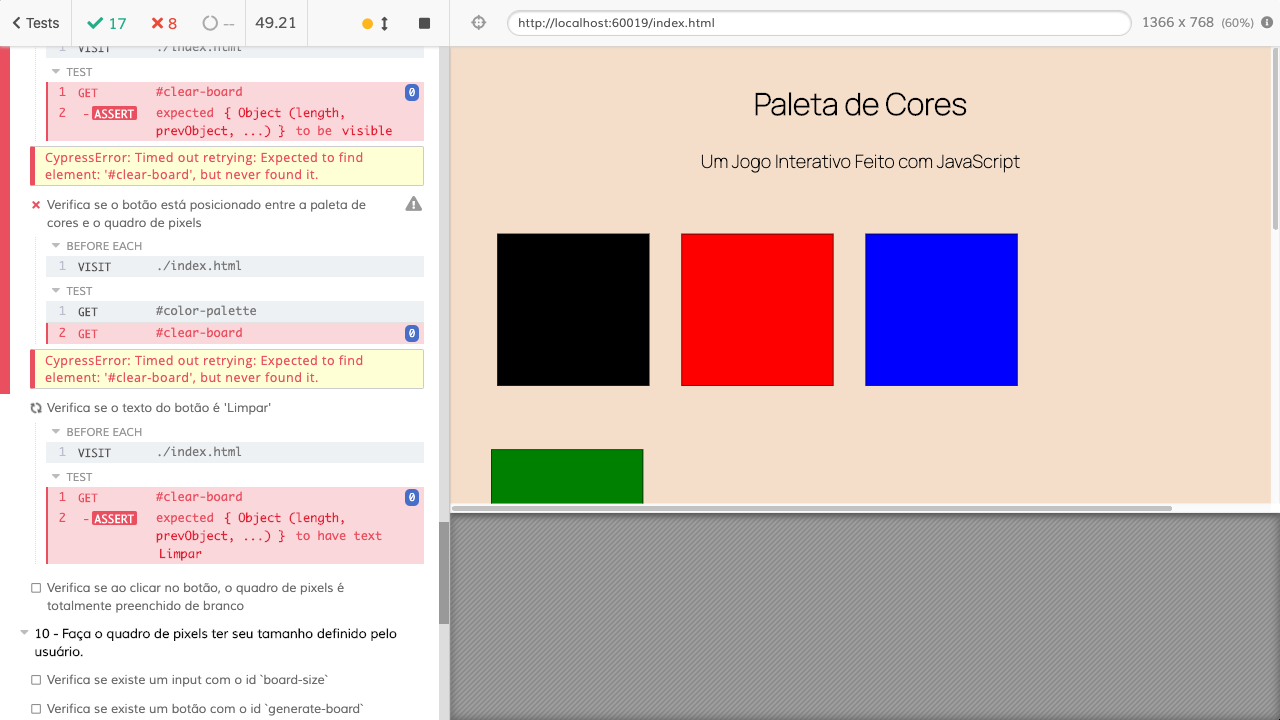 Tests 17 8 -- 49.21 http://localhost:60019/index.html 1366 x 768 (60%)
1 VISIT ./index.html
TEST
1 GET #clear-board 0
2 -ASSERT expected { Object (length,
prevObject, ...) } to be visible
CypressError: Timed out retrying: Expected to find
element: '#clear-board', but never found it.
Verifica se o botão está posicionado entre a paleta de
cores e o quadro de pixels
BEFORE EACH
1 VISIT ./index.html
TEST
1 GET #color-palette
2 GET #clear-board 0
CypressError: Timed out retrying: Expected to find
element: '#clear-board', but never found it.
Verifica se o texto do botão é 'Limpar'
BEFORE EACH
1 VISIT ./index.html
TEST
1 GET #clear-board 0
2 -ASSERT expected { Object (length,
prevObject, ...) } to have text
Limpar
Verifica se ao clicar no botão, o quadro de pixels é
totalmente preenchido de branco
10 - Faça o quadro de pixels ter seu tamanho definido pelo
usuário.
Verifica se existe um input com o id `board-size`
Verifica se existe um botão com o id `generate-board`
Paleta de Cores
Um Jogo Interativo Feito com JavaScript